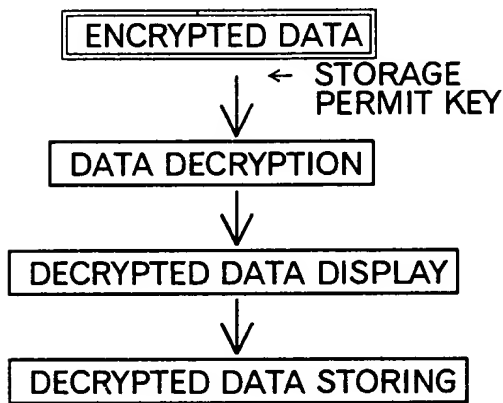 ENCRYPTED DATA
← STORAGE
PERMIT KEY
DATA DECRYPTION
DECRYPTED DATA DISPLAY
DECRYPTED DATA STORING